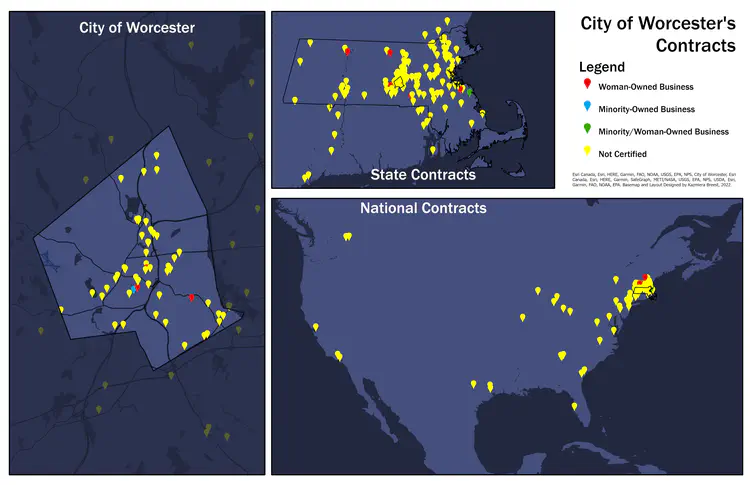 City of Worcester
State Contracts
National Contracts
City of Worcester's
Contracts
Legend
Woman-Owned Business
Minority-Owned Business
Minority/Woman-Owned Business
Not Certified
Esri Canada, Esri, HERE, Garmin, FAO, NOAA, USGS, EPA, NPS, City of Worcester, Esri
Canada, Esri, HERE, Garmin, SafeGraph, METI/NASA, USGS, EPA, NPS, USDA, Esri,
Garmin, FAO, NOAA, EPA. Basemap and Layout Designed by Kazmiera Breest, 2022